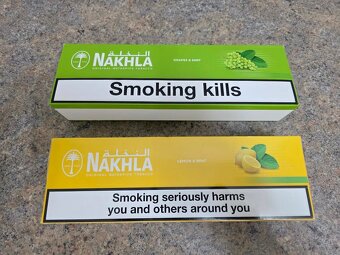 النخلة
NAKHLA
GRAPES & MINT
Smoking kills
النخلة
NAKHLA
LEMON & MINT
Smoking seriously harms
you and others around you